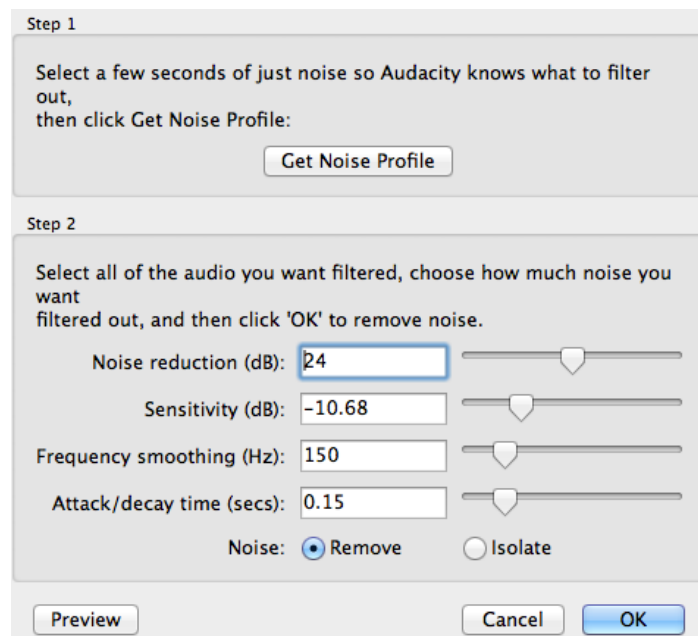 Step 1
Select a few seconds of just noise so Audacity knows what to filter
out,
then click Get Noise Profile:
Get Noise Profile
Step 2
Select all of the audio you want filtered, choose how much noise you
want
filtered out, and then click 'OK' to remove noise.
Noise reduction (dB): 24
Sensitivity (dB): -10.68
Frequency smoothing (Hz): 150
Attack/decay time (secs): 0.15
Noise: Remove Isolate
Preview Cancel OK